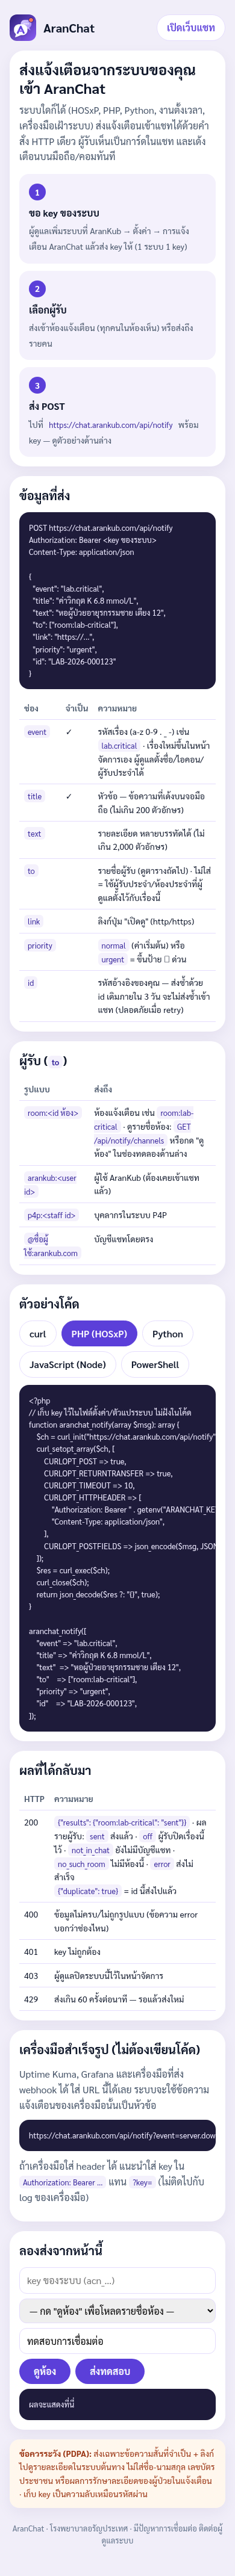 AranChat
เปิดเว็บแชท
ส่งแจ้งเตือนจากระบบของคุณ
เข้า AranChat
ระบบใดก็ได้ (HOSxP, PHP, Python, งานตั้งเวลา,
เครื่องมือเฝ้าระบบ) ส่งแจ้งเตือนเข้าแชทได้ด้วยคำ
สั่ง HTTP เดียว ผู้รับเห็นเป็นการ์ดในแชท และเด้ง
เตือนบนมือถือ/คอมทันที
1
ขอ key ของระบบ
ผู้ดูแลเพิ่มระบบที่ AranKub → ตั้งค่า → การแจ้ง
เตือน AranChat แล้วส่ง key ให้ (1 ระบบ 1 key)
2
เลือกผู้รับ
ส่งเข้าห้องแจ้งเตือน (ทุกคนในห้องเห็น) หรือส่งถึง
รายคน
3
ส่ง POST
ไปที่ https://chat.arankub.com/api/notify พร้อม
key — ดูตัวอย่างด้านล่าง
ข้อมูลที่ส่ง
POST https://chat.arankub.com/api/notify
Authorization: Bearer <key ของระบบ>
Content-Type: application/json
{
"event": "lab.critical",
"title": "ค่าวิกฤต K 6.8 mmol/L",
"text": "หอผู้ป่วยอายุรกรรมชาย เตียง 12",
"to": ["room:lab-critical"],
"link": "https://...",
"priority": "urgent",
"id": "LAB-2026-000123"
}
ช่อง จำเป็น ความหมาย
event ✓ รหัสเรื่อง (a-z 0-9 . _ -) เช่น
lab.critical · เรื่องใหม่ขึ้นในหน้า
จัดการเอง ผู้ดูแลตั้งชื่อ/ไอคอน/
ผู้รับประจำได้
title ✓ หัวข้อ — ข้อความที่เด้งบนจอมือ
ถือ (ไม่เกิน 200 ตัวอักษร)
text รายละเอียด หลายบรรทัดได้ (ไม่
เกิน 2,000 ตัวอักษร)
to รายชื่อผู้รับ (ดูตารางถัดไป) · ไม่ใส่
= ใช้ผู้รับประจำ/ห้องประจำที่ผู้
ดูแลตั้งไว้กับเรื่องนี้
link ลิงก์ปุ่ม "เปิดดู" (http/https)
priority normal (ค่าเริ่มต้น) หรือ
urgent = ขึ้นป้าย ด่วน
id รหัสอ้างอิงของคุณ — ส่งซ้ำด้วย
id เดิมภายใน 3 วัน จะไม่ส่งซ้ำเข้า
แชท (ปลอดภัยเมื่อ retry)
ผู้รับ ( to )
รูปแบบ ส่งถึง
room:<id ห้อง> ห้องแจ้งเตือน เช่น room:lab-
critical · ดูรายชื่อห้อง: GET
/api/notify/channels หรือกด "ดู
ห้อง" ในช่องทดลองด้านล่าง
arankub:<user
id> ผู้ใช้ AranKub (ต้องเคยเข้าแชท
แล้ว)
p4p:<staff id> บุคลากรในระบบ P4P
@ชื่อผู้
ใช้:arankub.com บัญชีแชทโดยตรง
ตัวอย่างโค้ด
curl PHP (HOSxP) Python
JavaScript (Node) PowerShell
<?php
// เก็บ key ไว้ในไฟล์ตั้งค่า/ตัวแปรระบบ ไม่ฝังในโค้ด
function aranchat_notify(array $msg): array {
$ch = curl_init("https://chat.arankub.com/api/notify"
curl_setopt_array($ch, [
CURLOPT_POST => true,
CURLOPT_RETURNTRANSFER => true,
CURLOPT_TIMEOUT => 10,
CURLOPT_HTTPHEADER => [
"Authorization: Bearer " . getenv("ARANCHAT_KE
"Content-Type: application/json",
],
CURLOPT_POSTFIELDS => json_encode($msg, JSON
]);
$res = curl_exec($ch);
curl_close($ch);
return json_decode($res ?: "{}", true);
}
aranchat_notify([
"event" => "lab.critical",
"title" => "ค่าวิกฤต K 6.8 mmol/L",
"text" => "หอผู้ป่วยอายุรกรรมชาย เตียง 12",
"to" => ["room:lab-critical"],
"priority" => "urgent",
"id" => "LAB-2026-000123",
]);
ผลที่ได้กลับมา
HTTP ความหมาย
200 {"results": {"room:lab-critical": "sent"}} · ผล
รายผู้รับ: sent ส่งแล้ว · off ผู้รับปิดเรื่องนี้
ไว้ · not_in_chat ยังไม่มีบัญชีแชท ·
no_such_room ไม่มีห้องนี้ · error ส่งไม่
สำเร็จ
{"duplicate": true} = id นี้ส่งไปแล้ว
400 ข้อมูลไม่ครบ/ไม่ถูกรูปแบบ (ข้อความ error
บอกว่าช่องไหน)
401 key ไม่ถูกต้อง
403 ผู้ดูแลปิดระบบนี้ไว้ในหน้าจัดการ
429 ส่งเกิน 60 ครั้งต่อนาที — รอแล้วส่งใหม่
เครื่องมือสำเร็จรูป (ไม่ต้องเขียนโค้ด)
Uptime Kuma, Grafana และเครื่องมือที่ส่ง
webhook ได้ ใส่ URL นี้ได้เลย ระบบจะใช้ข้อความ
แจ้งเตือนของเครื่องมือนั้นเป็นหัวข้อ
https://chat.arankub.com/api/notify?event=server.dow
ถ้าเครื่องมือใส่ header ได้ แนะนำใส่ key ใน
Authorization: Bearer ... แทน ?key= (ไม่ติดไปกับ
log ของเครื่องมือ)
ลองส่งจากหน้านี้
key ของระบบ (acn_...)
— กด "ดูห้อง" เพื่อโหลดรายชื่อห้อง —
ทดสอบการเชื่อมต่อ
ดูห้อง ส่งทดสอบ
ผลจะแสดงที่นี่
ข้อควรระวัง (PDPA): ส่งเฉพาะข้อความสั้นที่จำเป็น + ลิงก์
ไปดูรายละเอียดในระบบต้นทาง ไม่ใส่ชื่อ-นามสกุล เลขบัตร
ประชาชน หรือผลการรักษาละเอียดของผู้ป่วยในแจ้งเตือน
· เก็บ key เป็นความลับเหมือนรหัสผ่าน
AranChat · โรงพยาบาลอรัญประเทศ · มีปัญหาการเชื่อมต่อ ติดต่อผู้
ดูแลระบบ